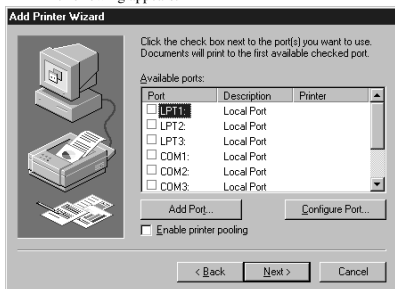 Add Printer Wizard
Click the check box next to the port(s) you want to use.
Documents will print to the first available checked port.
Available ports:
Port Description Printer
LPT1: Local Port
LPT2: Local Port
LPT3: Local Port
COM1: Local Port
COM2: Local Port
COM3: Local Port
Add Port... Configure Port...
Enable printer pooling
< Back Next > Cancel